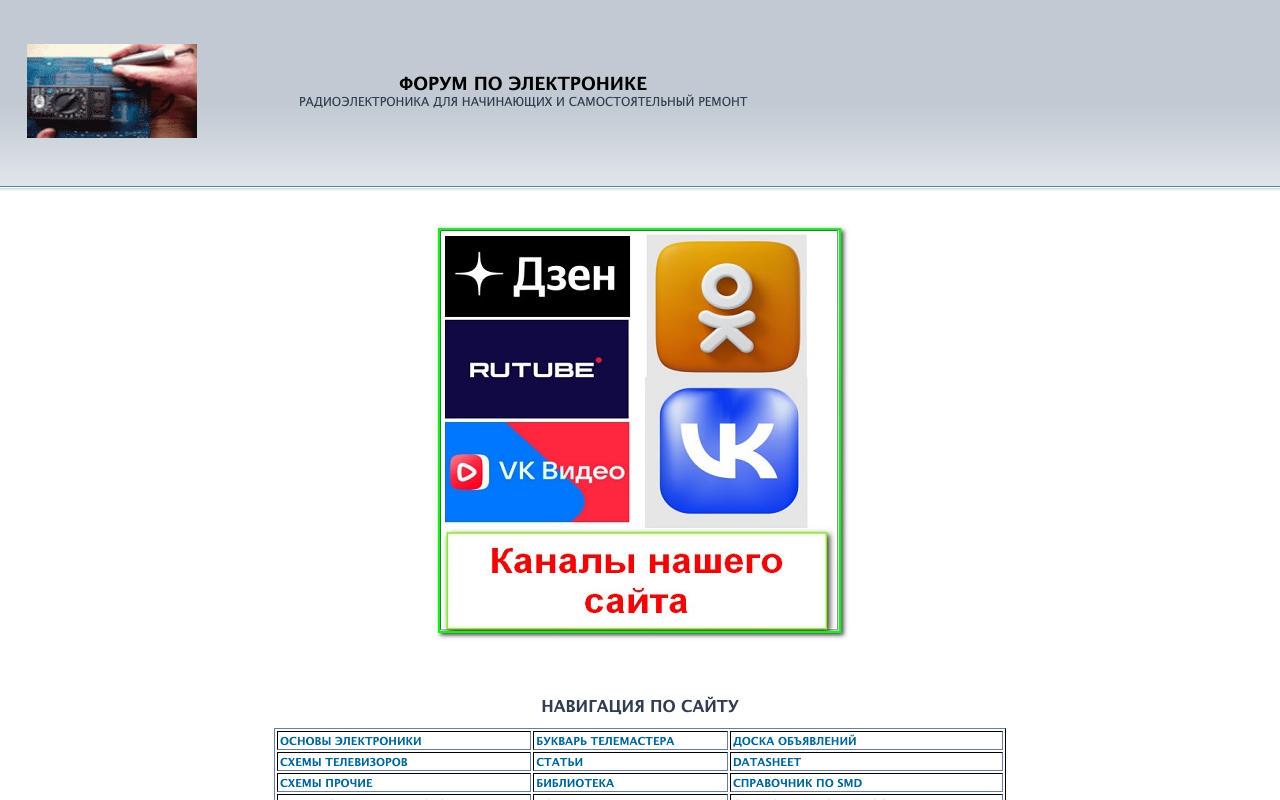 ФОРУМ ПО ЭЛЕКТРОНИКЕ
РАДИОЭЛЕКТРОНИКА ДЛЯ НАЧИНАЮЩИХ И САМОСТОЯТЕЛЬНЫЙ РЕМОНТ
Дзен
RUTUBE
VK Видео
VK
Каналы нашего
сайта
НАВИГАЦИЯ ПО САЙТУ
ОСНОВЫ ЭЛЕКТРОНИКИ БУКВАРЬ ТЕЛЕМАСТЕРА ДОСКА ОБЪЯВЛЕНИЙ
СХЕМЫ ТЕЛЕВИЗОРОВ СТАТЬИ DATASHEET
СХЕМЫ ПРОЧИЕ БИБЛИОТЕКА СПРАВОЧНИК ПО SMD